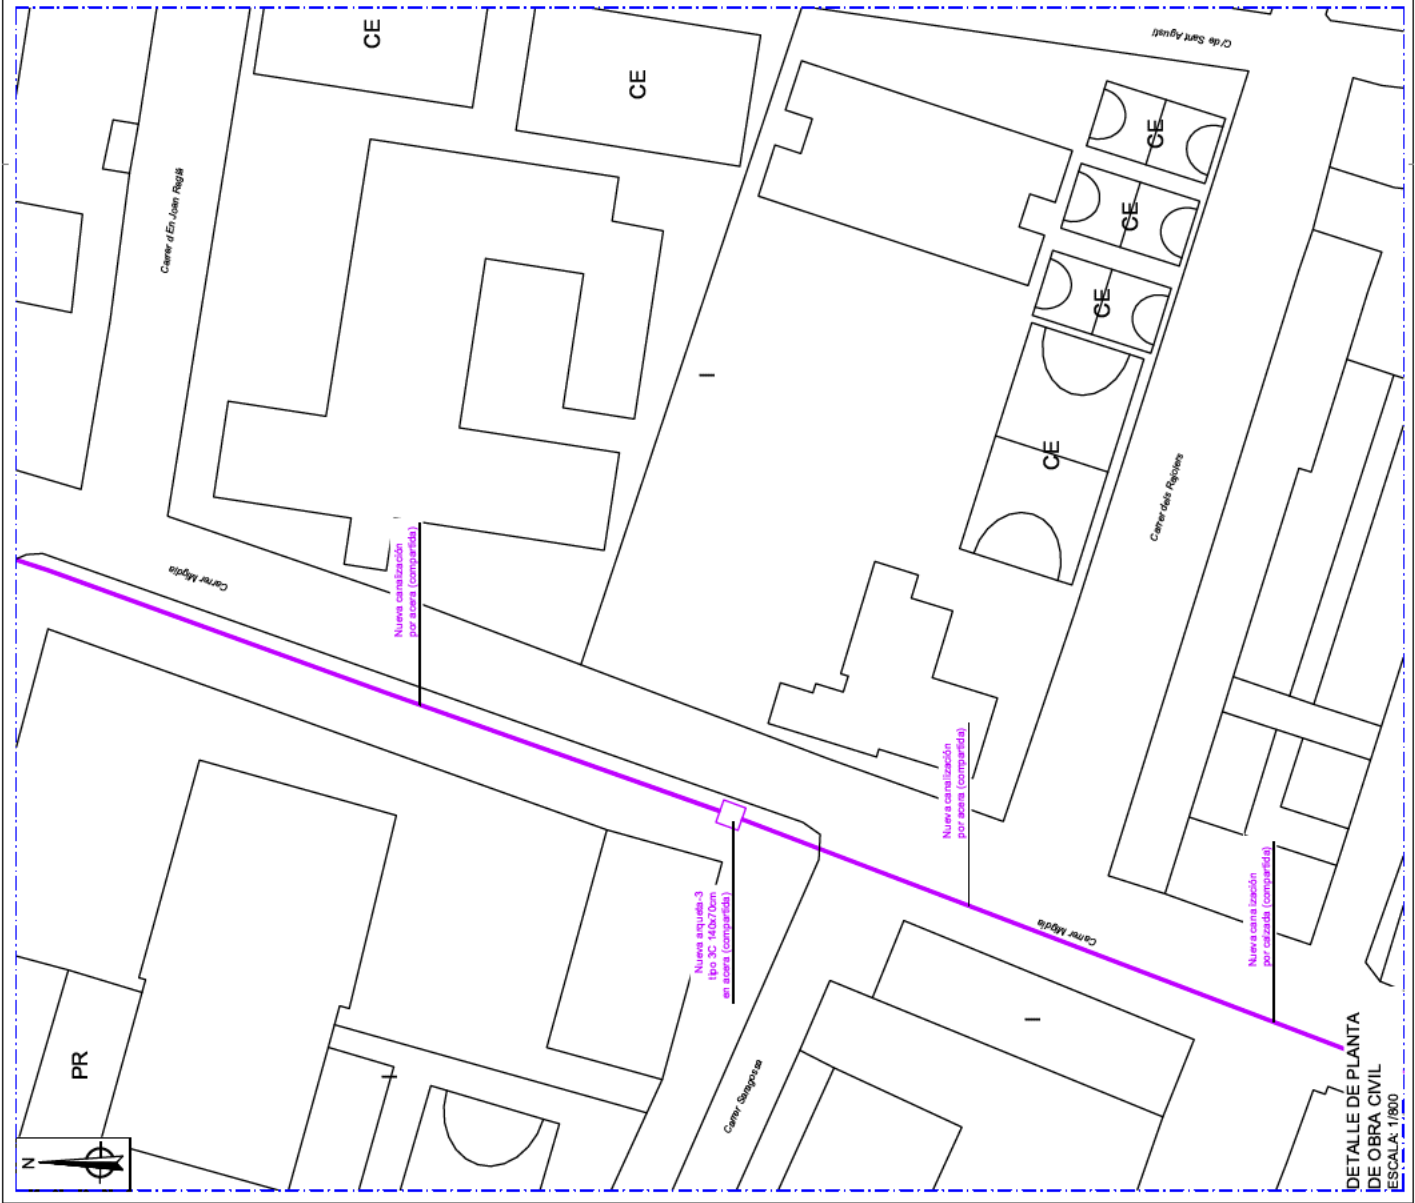 CE
CE
C/ de Sant Agustí
CE
CE
CE
CE
Carrer d'En Joan Reglà
I
Carrer dels Rajolers
Carrer Migdia
Nueva canalización
por acera (compartida)
Nueva canalización
por acera (compartida)
Nueva arqueta-3
tipo 3C 140x70cm
en acera (compartida)
Carrer Migdia
Nueva canalización
por calzada (compartida)
I
I
PR
Carrer Saragossa
N
DETALLE DE PLANTA
DE OBRA CIVIL
ESCALA: 1/800